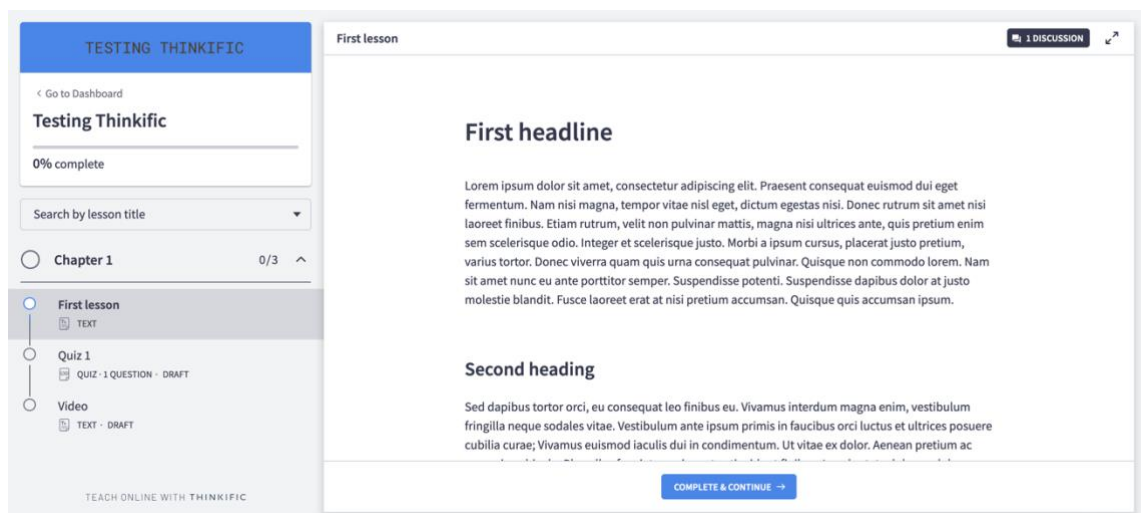 TESTING THINKIFIC
< Go to Dashboard
Testing Thinkific
0% complete
Search by lesson title
Chapter 1 0/3
First lesson
TEXT
Quiz 1
QUIZ · 1 QUESTION · DRAFT
Video
TEXT · DRAFT
TEACH ONLINE WITH THINKIFIC
First lesson
1 DISCUSSION
First headline
Lorem ipsum dolor sit amet, consectetur adipiscing elit. Praesent consequat euismod dui eget
fermentum. Nam nisi magna, tempor vitae nisl eget, dictum egestas nisi. Donec rutrum sit amet nisi
laoreet finibus. Etiam rutrum, velit non pulvinar mattis, magna nisi ultrices ante, quis pretium enim
sem scelerisque odio. Integer et scelerisque justo. Morbi a ipsum cursus, placerat justo pretium,
varius tortor. Donec viverra quam quis urna consequat pulvinar. Quisque non commodo lorem. Nam
sit amet nunc eu ante porttitor semper. Suspendisse potenti. Suspendisse dapibus dolor at justo
molestie blandit. Fusce laoreet erat at nisi pretium accumsan. Quisque quis accumsan ipsum.
Second heading
Sed dapibus tortor orci, eu consequat leo finibus eu. Vivamus interdum magna enim, vestibulum
fringilla neque sodales vitae. Vestibulum ante ipsum primis in faucibus orci luctus et ultrices posuere
cubilia curae; Vivamus euismod iaculis dui in condimentum. Ut vitae ex dolor. Aenean pretium ac
COMPLETE & CONTINUE →